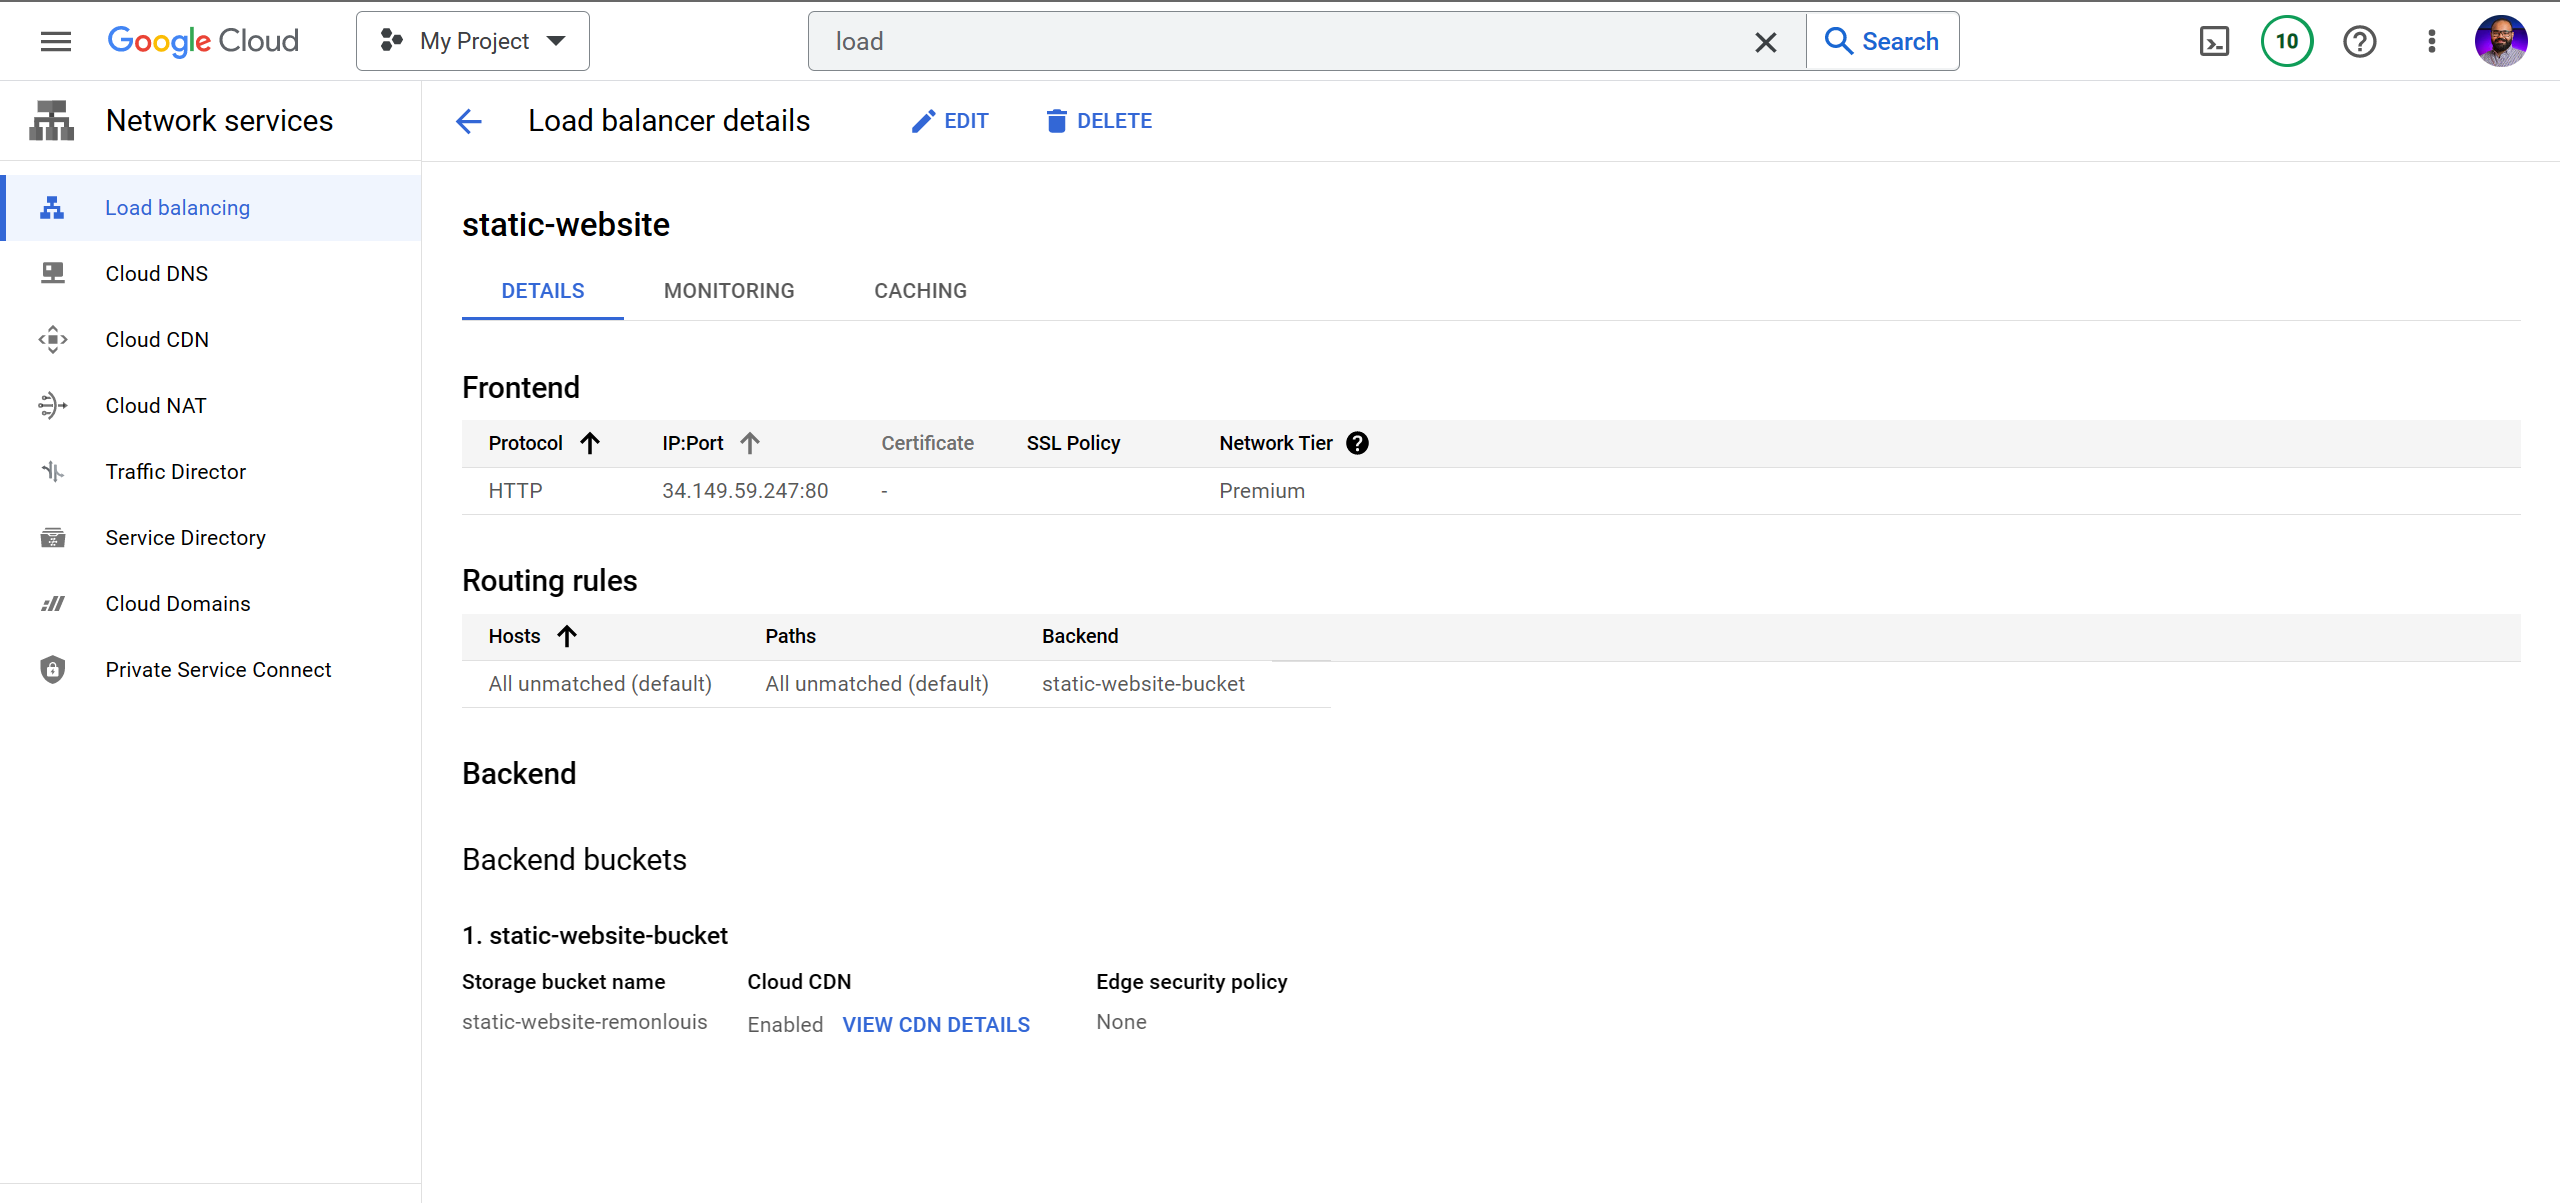 Google Cloud
My Project
load
Search
10
Network services
Load balancer details
EDIT
DELETE
Load balancing
Cloud DNS
Cloud CDN
Cloud NAT
Traffic Director
Service Directory
Cloud Domains
Private Service Connect
static-website
DETAILS MONITORING CACHING
Frontend
Protocol IP:Port Certificate SSL Policy Network Tier
HTTP 34.149.59.247:80 - Premium
Routing rules
Hosts Paths Backend
All unmatched (default) All unmatched (default) static-website-bucket
Backend
Backend buckets
1. static-website-bucket
Storage bucket name Cloud CDN Edge security policy
static-website-remonlouis Enabled VIEW CDN DETAILS None